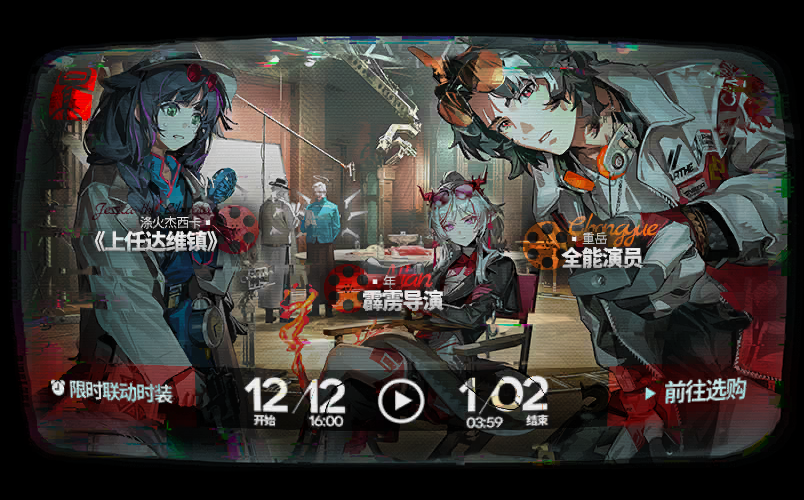 涤火杰西卡
《上任达维镇》
Chongyue
重岳
全能演员
Nian
年
霹雳导演
限时联动时装
12/12
开始 16:00
1/02
03:59 结束
前往选购